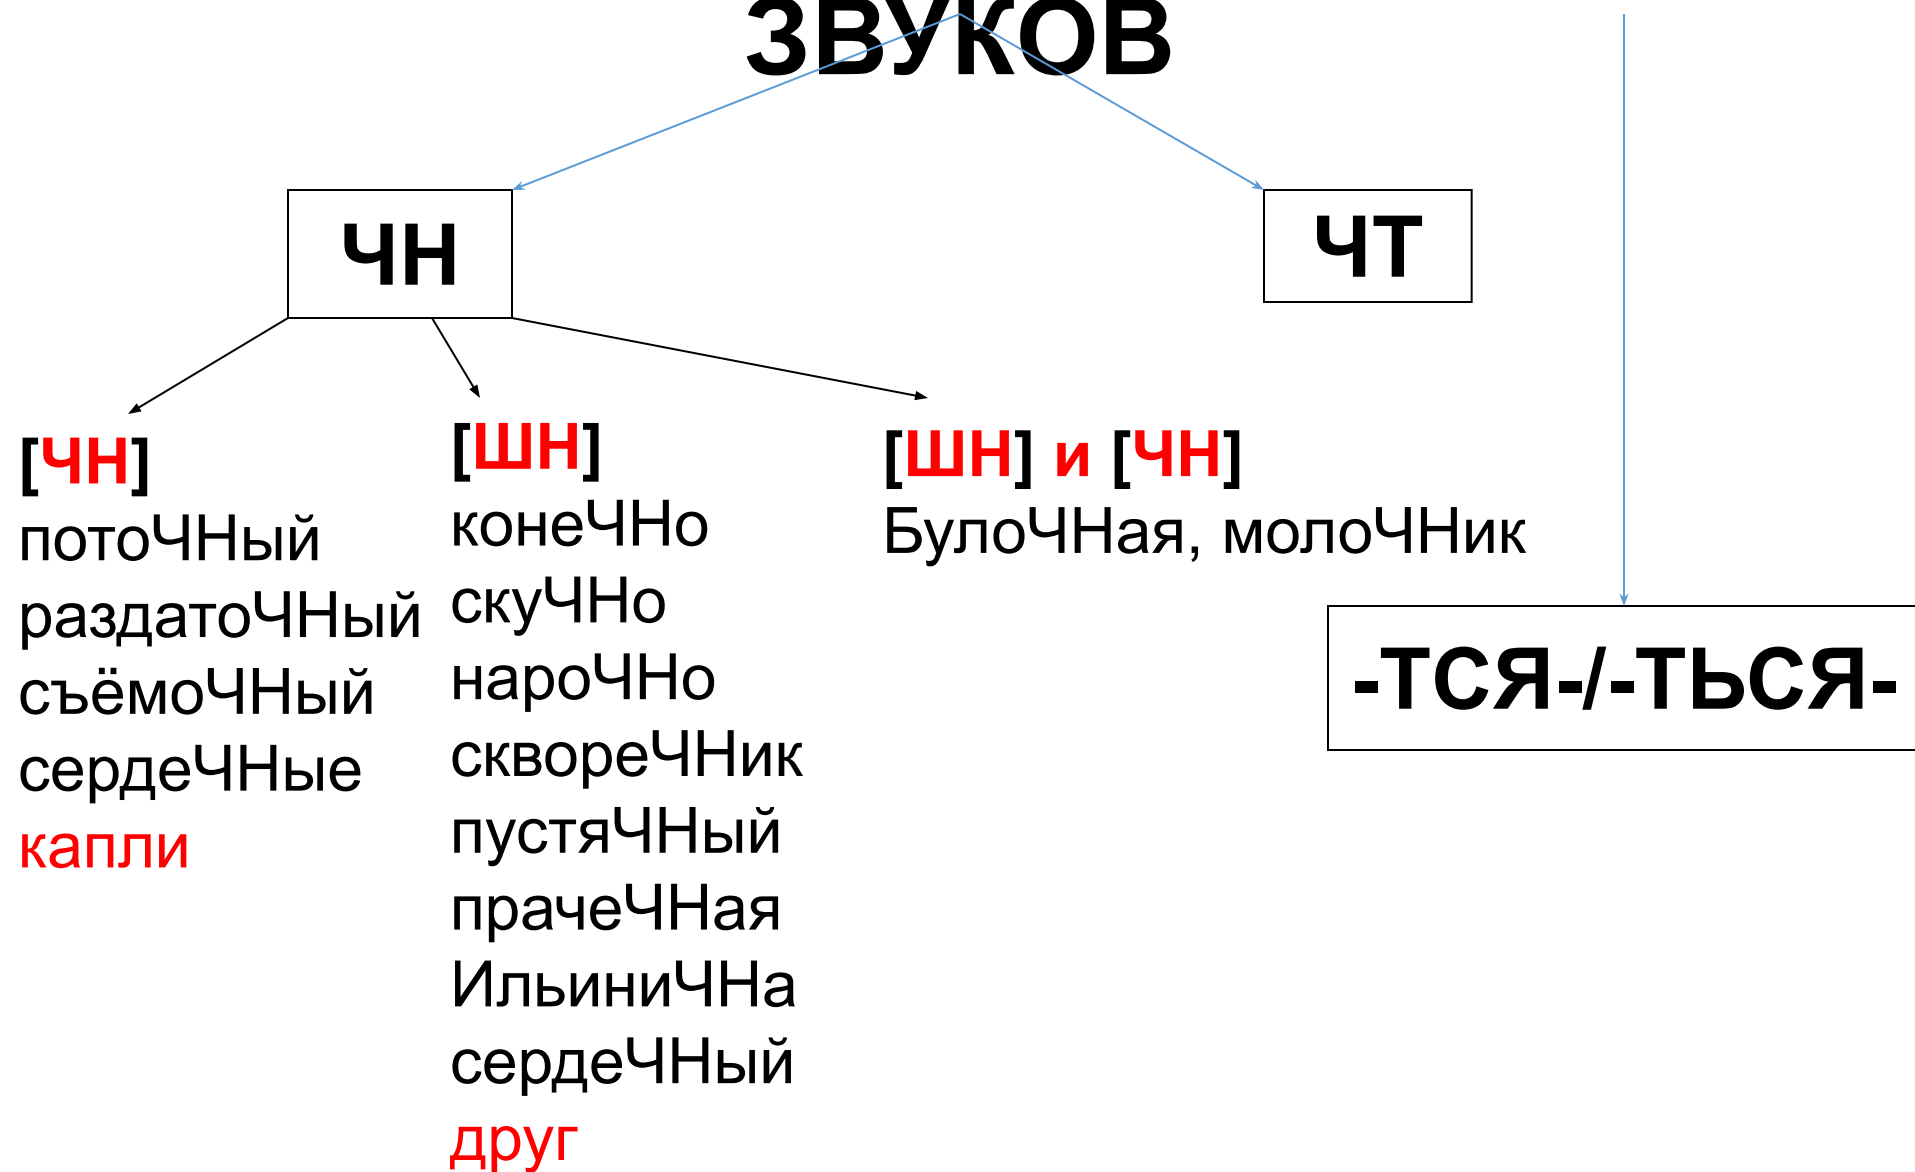 ЗВУКОВ
ЧН
ЧТ
[ЧН]
потоЧНый
раздатоЧНый
съёмоЧНый
сердеЧНые
капли
[ШН]
конеЧНо
скуЧНо
нароЧНо
скворeЧНик
пустяЧНый
прачеЧНая
ИльиниЧНа
сердеЧНый
друг
[ШН] и [ЧН]
БулоЧНая, молоЧНик
-ТСЯ-/-ТЬСЯ-